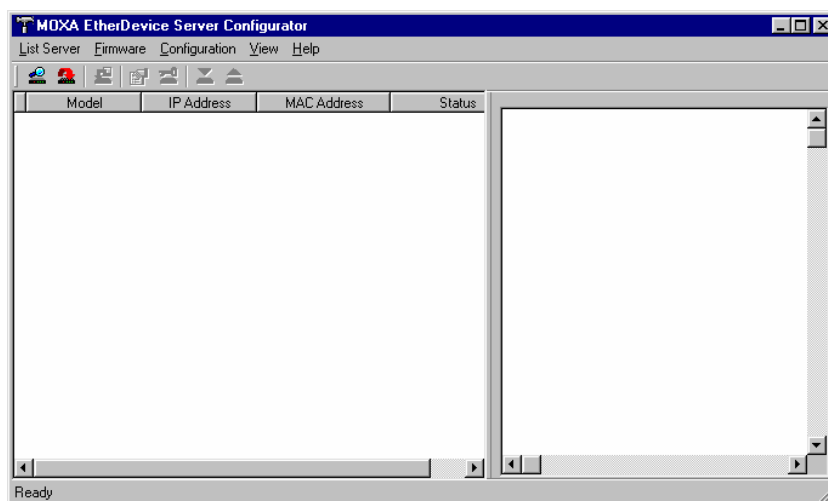 MOXA EtherDevice Server Configurator
List Server Firmware Configuration View Help
Model IP Address MAC Address Status
Ready